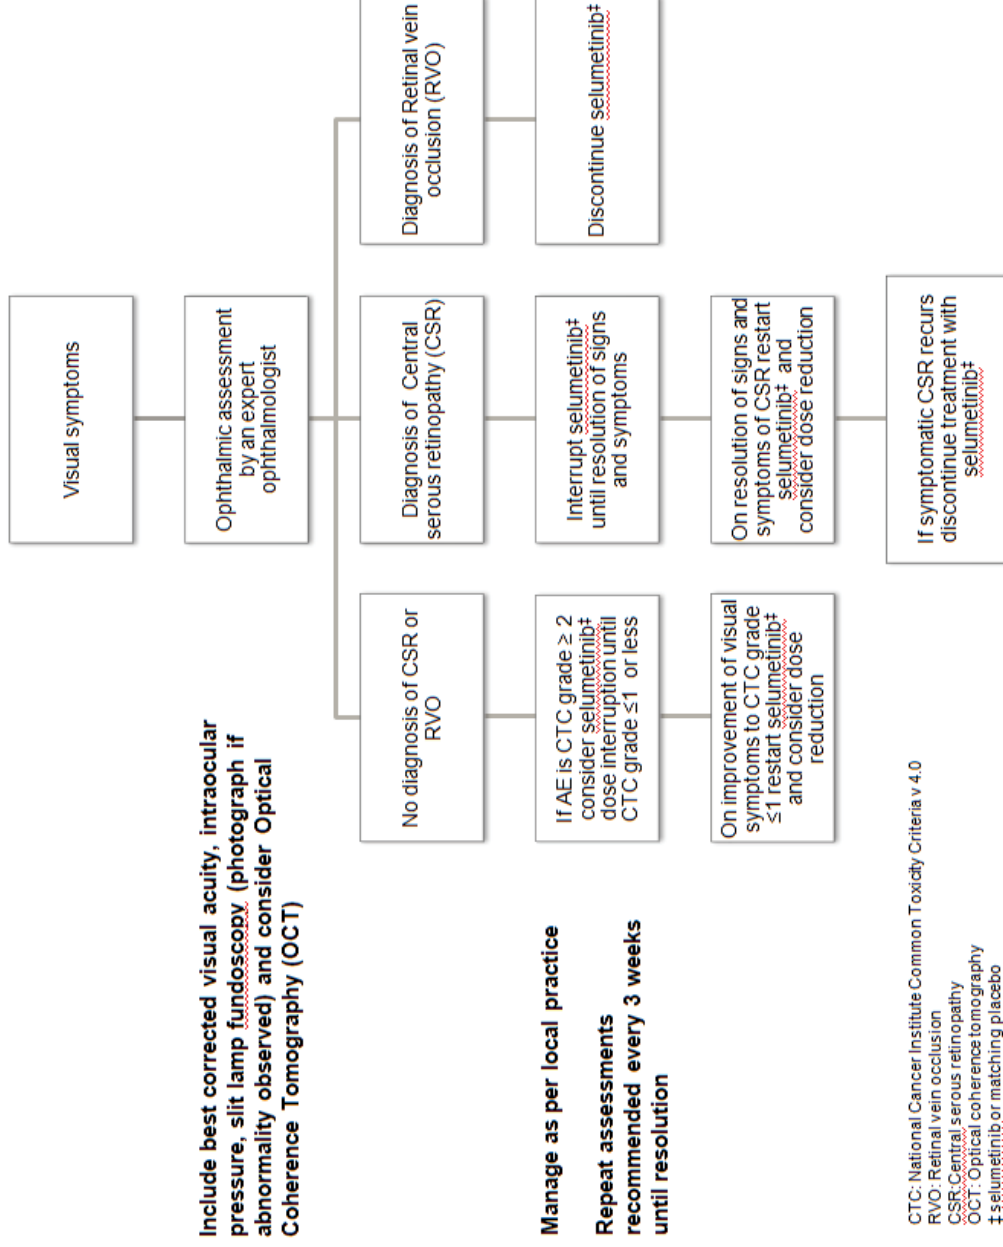 Visual symptoms
Ophthalmic assessment
by an expert
ophthalmologist
Include best corrected visual acuity, intraocular
pressure, slit lamp fundoscopy (photograph if
abnormality observed) and consider Optical
Coherence Tomography (OCT)
No diagnosis of CSR or
RVO
Diagnosis of Central
serous retinopathy (CSR)
Diagnosis of Retinal vein
occlusion (RVO)
Manage as per local practice
Repeat assessments
recommended every 3 weeks
until resolution
If AE is CTC grade ≥ 2
consider selumetinib‡
dose interruption until
CTC grade ≤1 or less
Interrupt selumetinib‡
until resolution of signs
and symptoms
Discontinue selumetinib‡
On improvement of visual
symptoms to CTC grade
≤1 restart selumetinib‡
and consider dose
reduction
On resolution of signs and
symptoms of CSR restart
selumetinib‡ and
consider dose reduction
If symptomatic CSR recurs
discontinue treatment with
selumetinib‡
CTC: National Cancer Institute Common Toxicity Criteria v 4.0
RVO: Retinal vein occlusion
CSR:Central serous retinopathy
OCT: Optical coherence tomography
‡selumetinib or matching placebo